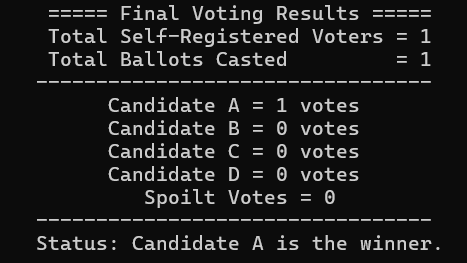 ===== Final Voting Results =====
Total Self-Registered Voters = 1
Total Ballots Casted         = 1
---------------------------------
Candidate A = 1 votes
Candidate B = 0 votes
Candidate C = 0 votes
Candidate D = 0 votes
Spoilt Votes = 0
---------------------------------
Status: Candidate A is the winner.